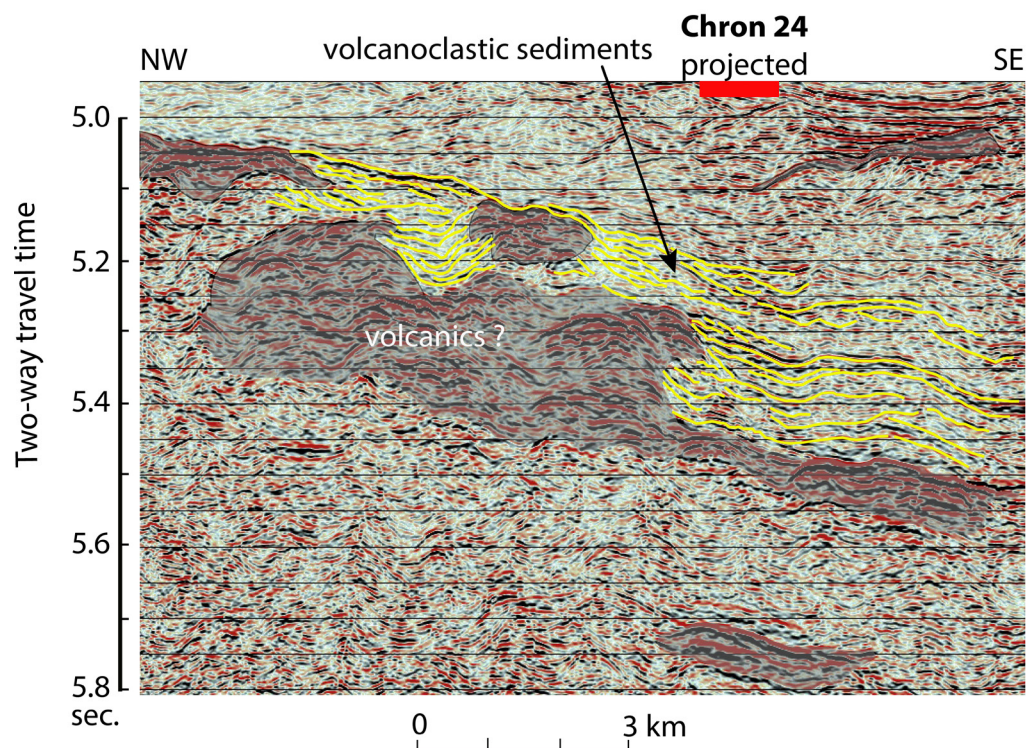 Chron 24
volcanoclastic sediments
projected
NW
SE
5.0
5.2
volcanics ?
Two-way travel time
5.4
5.6
5.8
sec.
0
3 km